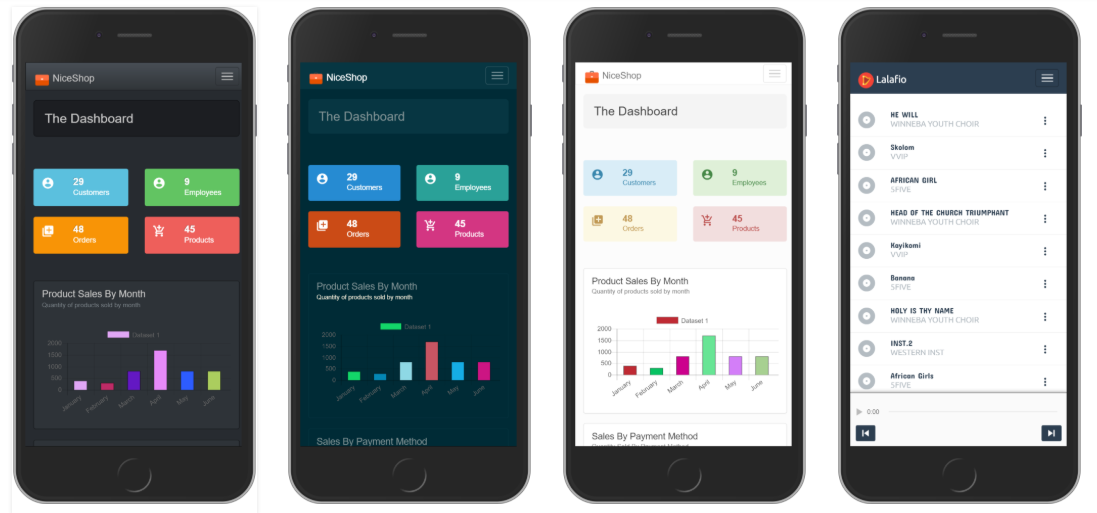 NiceShop
The Dashboard
29
Customers
9
Employees
48
Orders
45
Products
Product Sales By Month
Quantity of products sold by month
Dataset 1
2000
1500
1000
500
0
January
February
March
April
May
June
NiceShop
The Dashboard
29
Customers
9
Employees
48
Orders
45
Products
Product Sales By Month
Quantity of products sold by month
Dataset 1
2000
1500
1000
500
0
January
February
March
April
May
June
Sales By Payment Method
NiceShop
The Dashboard
29
Customers
9
Employees
48
Orders
45
Products
Product Sales By Month
Quantity of products sold by month
Dataset 1
2000
1500
1000
500
0
January
February
March
April
May
June
Sales By Payment Method
Quantity Sold By Payment Method
Lalafio
HE WILL
WINNEBA YOUTH CHOIR
Skolom
VVIP
AFRICAN GIRL
5FIVE
HEAD OF THE CHURCH TRIUMPHANT
WINNEBA YOUTH CHOIR
Kayikami
VVIP
Banana
5FIVE
HOLY IS THY NAME
WINNEBA YOUTH CHOIR
INST.2
WESTERN INST
African Girls
5FIVE
0:00